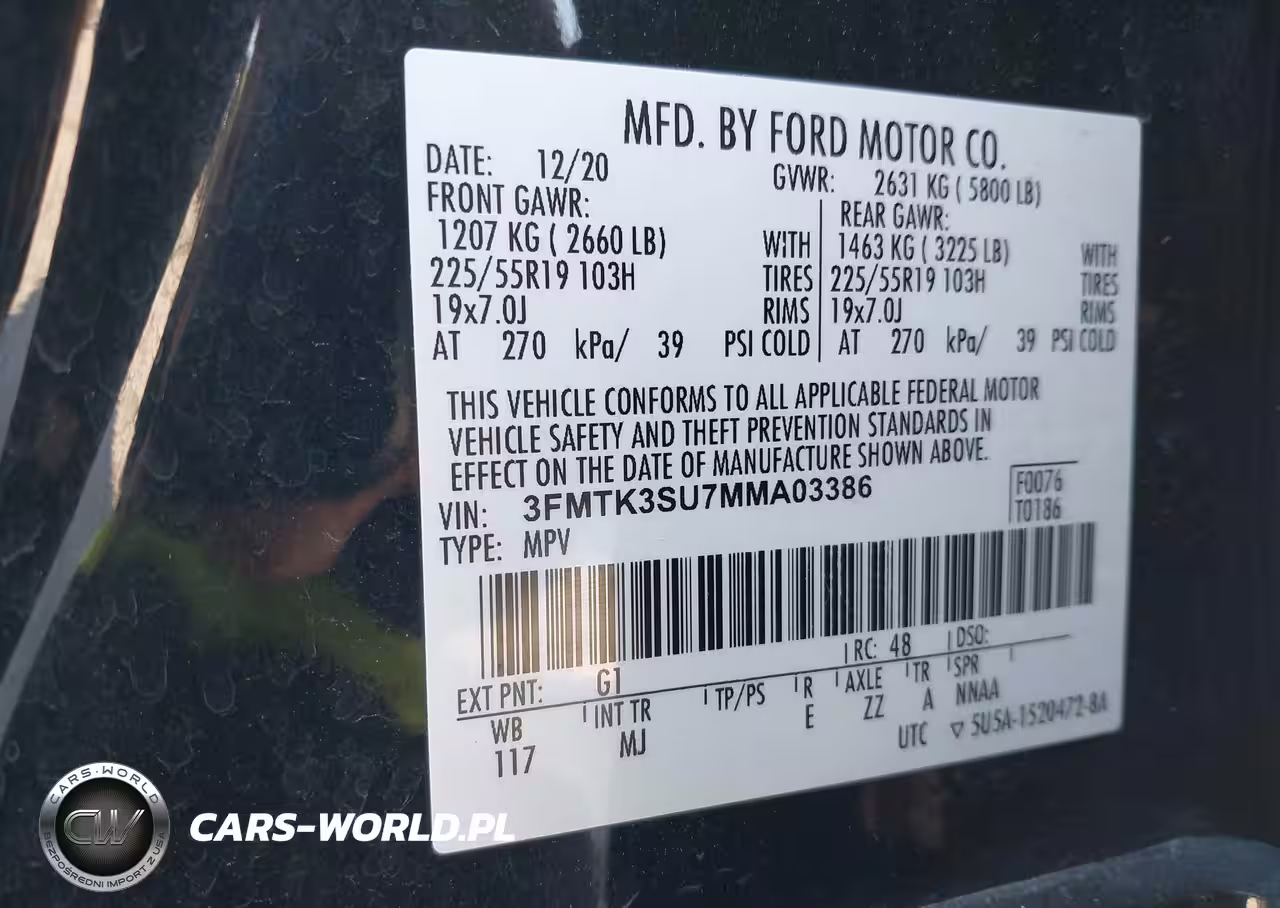 MFD. BY FORD MOTOR CO.
DATE: 12/20 GVWR: 2631 KG ( 5800 LB)
FRONT GAWR: REAR GAWR:
1207 KG ( 2660 LB) WITH 1463 KG ( 3225 LB) WITH
225/55R19 103H TIRES 225/55R19 103H TIRES
19x7.0J RIMS 19x7.0J RIMS
AT 270 kPa/ 39 PSI COLD AT 270 kPa/ 39 PSI COLD
THIS VEHICLE CONFORMS TO ALL APPLICABLE FEDERAL MOTOR
VEHICLE SAFETY AND THEFT PREVENTION STANDARDS IN
EFFECT ON THE DATE OF MANUFACTURE SHOWN ABOVE.
VIN: 3FMTK3SU7MMA03386
F0076
T0186
TYPE: MPV
EXT PNT: G1 RC: 48 DSO:
WB INT TR TP/PS R AXLE TR SPR
117 MJ E ZZ A NNAA
UTC ▽ 5U5A-1520472-8A
CARS-WORLD
CW
BEZPOŚREDNI IMPORT Z USA
CARS-WORLD.PL